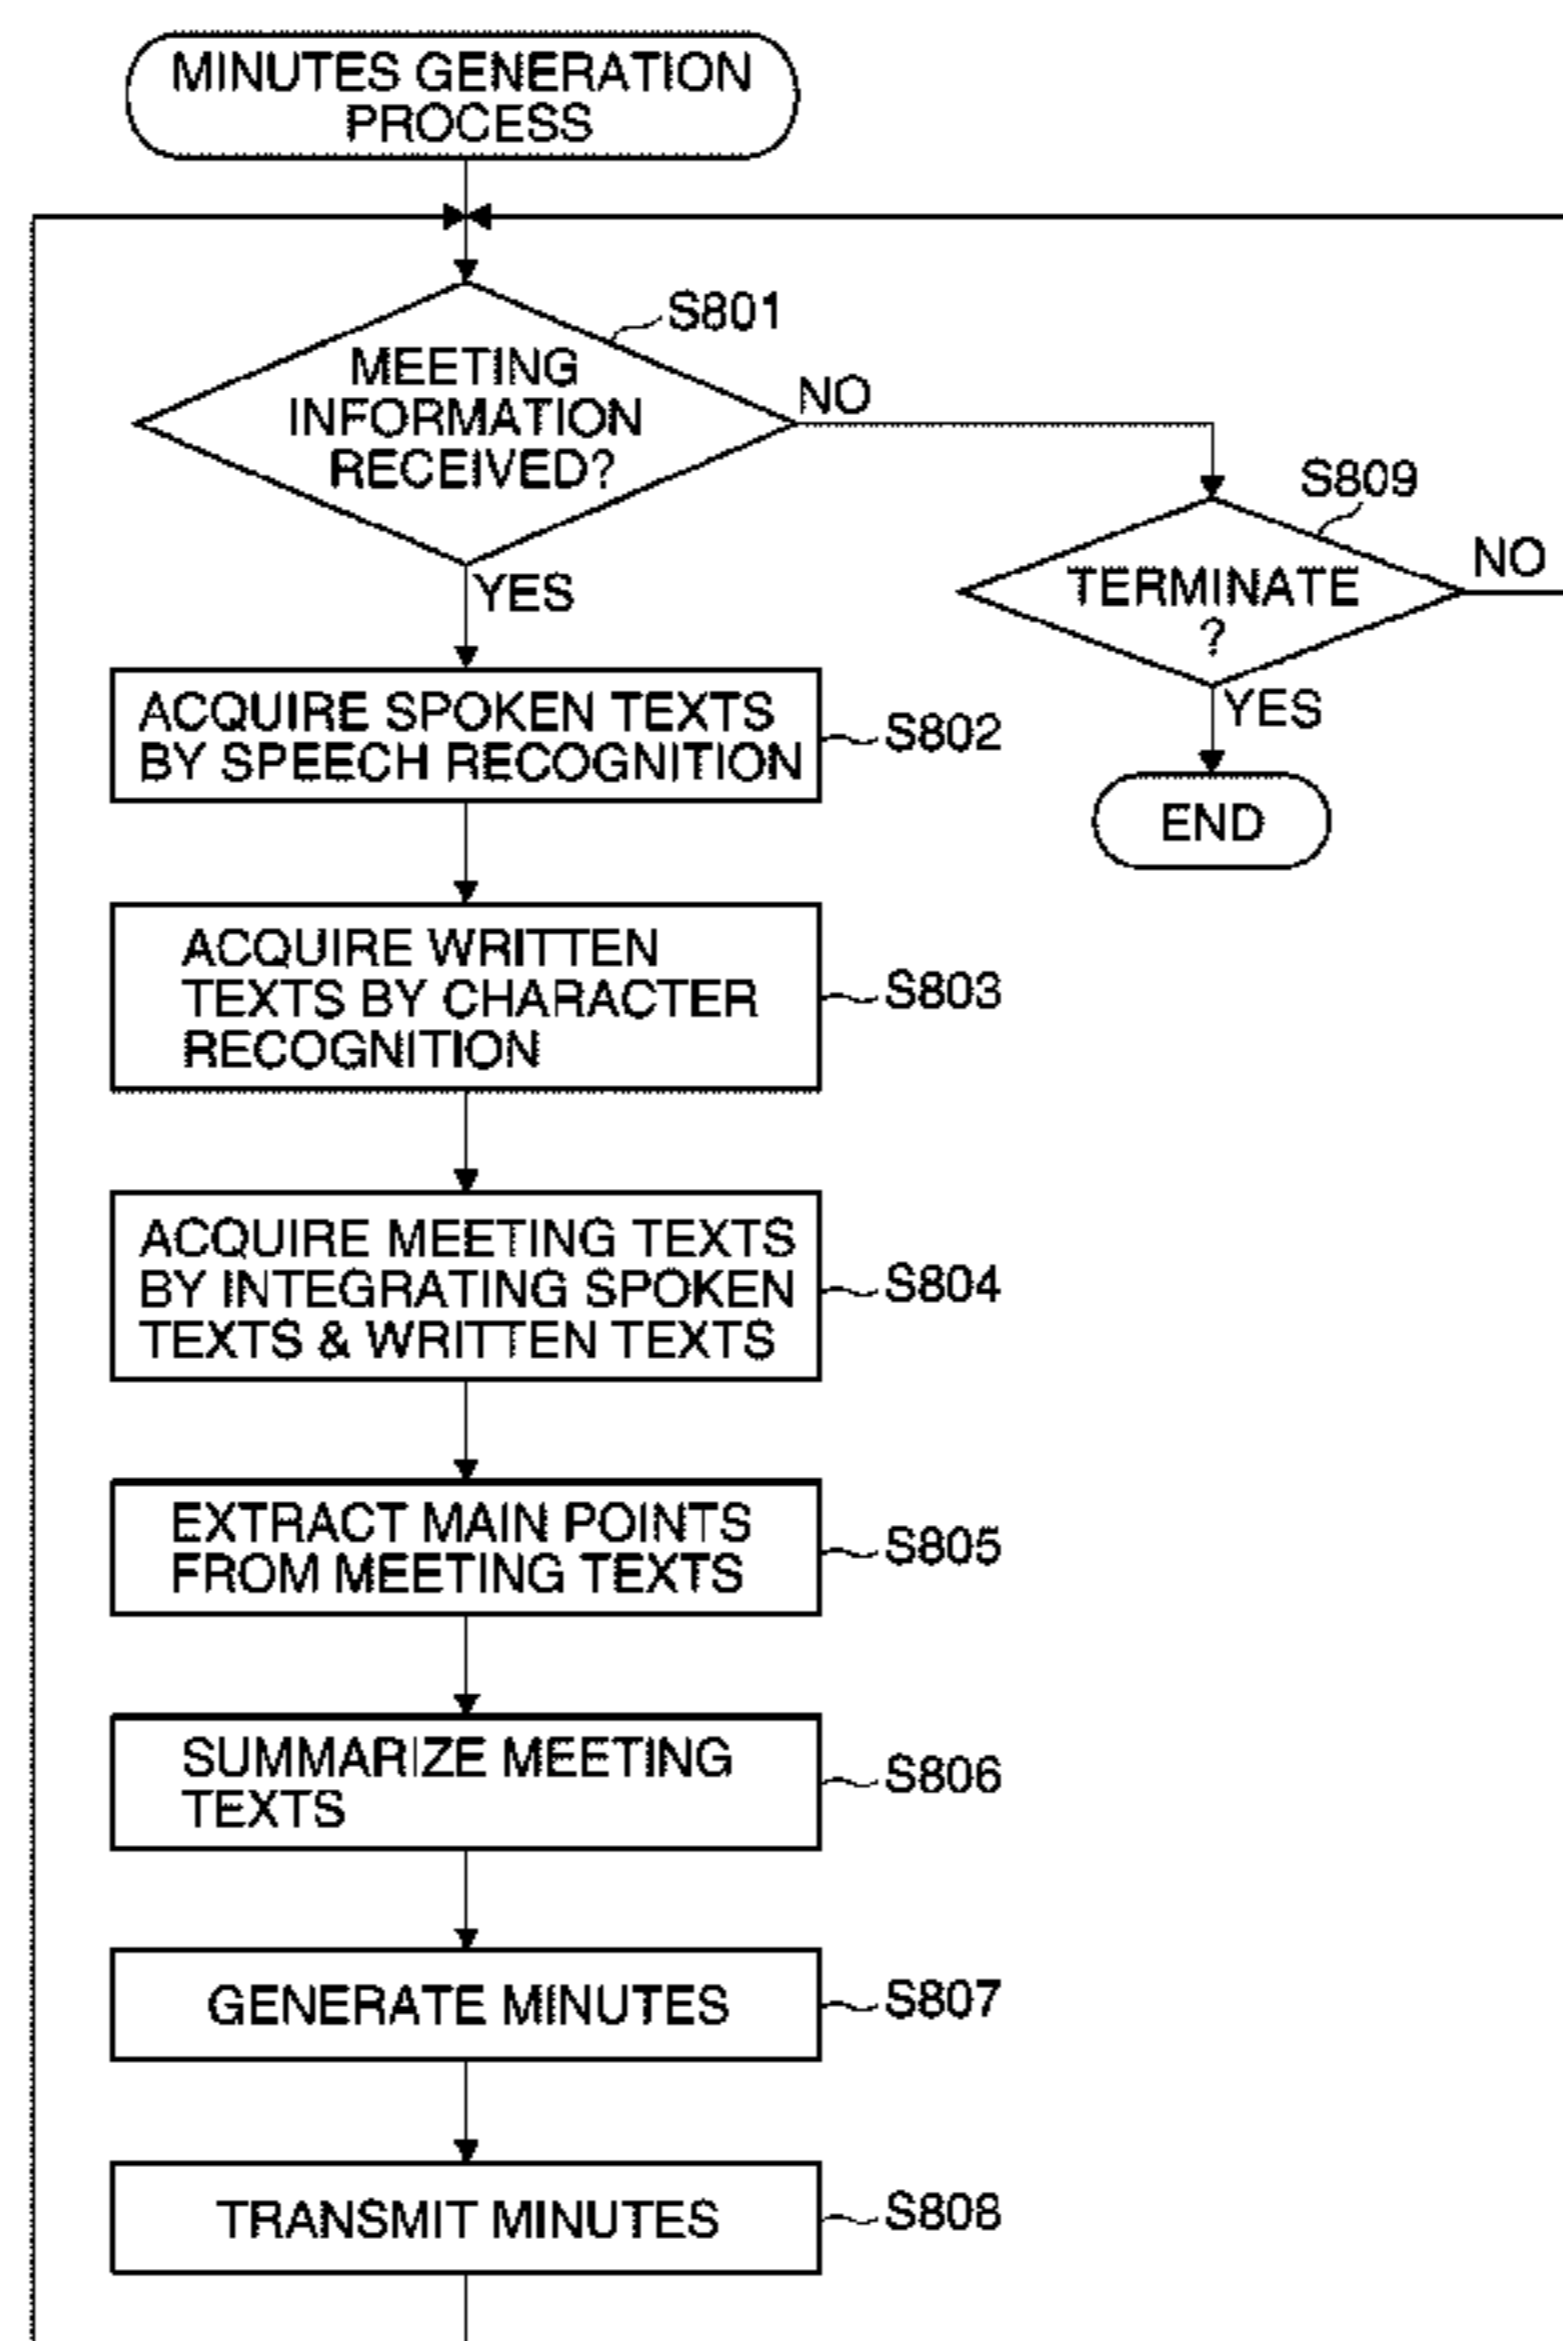 MINUTES GENERATION
PROCESS
S801
MEETING
INFORMATION
RECEIVED?
NO
YES
S809
TERMINATE
?
NO
YES
END
ACQUIRE SPOKEN TEXTS
BY SPEECH RECOGNITION
S802
ACQUIRE WRITTEN
TEXTS BY CHARACTER
RECOGNITION
S803
ACQUIRE MEETING TEXTS
BY INTEGRATING SPOKEN
TEXTS & WRITTEN TEXTS
S804
EXTRACT MAIN POINTS
FROM MEETING TEXTS
S805
SUMMARIZE MEETING
TEXTS
S806
GENERATE MINUTES
S807
TRANSMIT MINUTES
S808